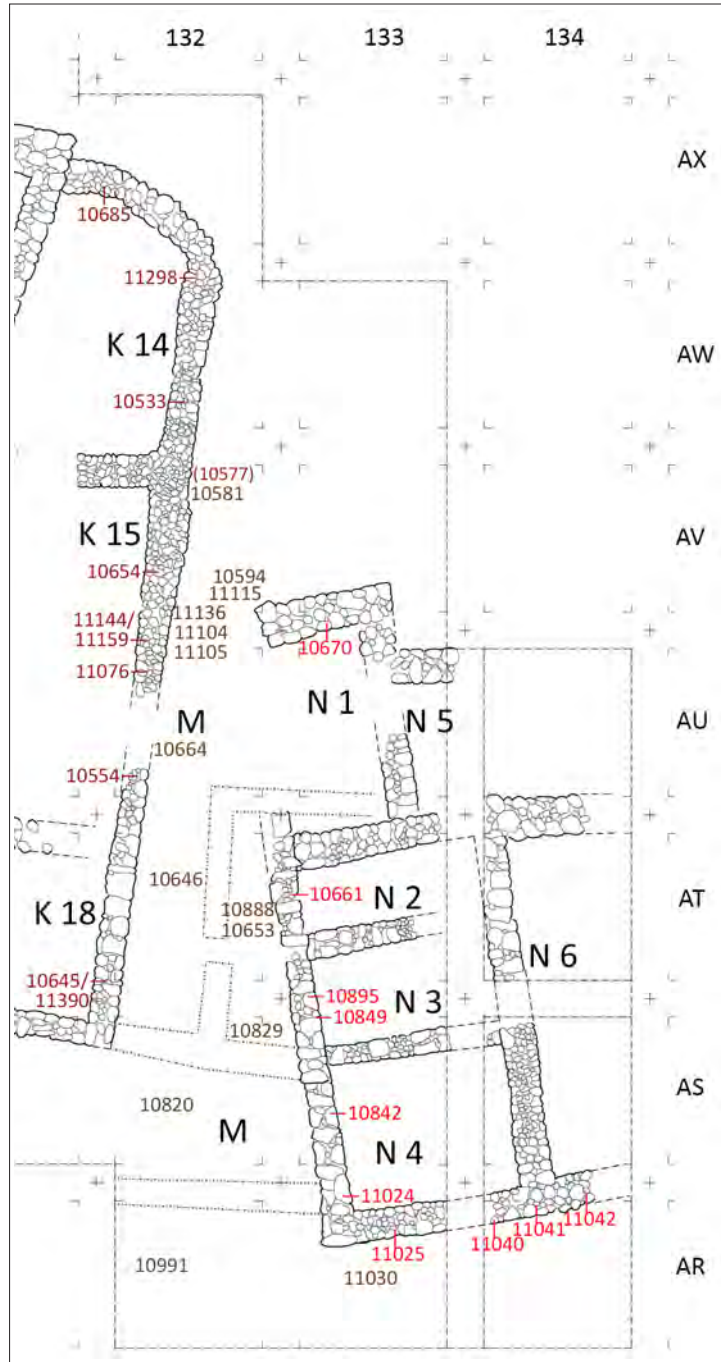 132 133 134
AX
10685
11298
K 14
AW
10533
(10577)
10581
K 15
AV
10654
10594
11115
11144/
11159
11136
11104
11105
10670
11076
N 1
M
N 5
AU
10664
10554
10646
10661
N 2
AT
10888
10653
K 18
N 6
10645/
11390
10895
N 3
10849
10829
10820
10842
AS
M
N 4
11024
11042
11041
11040
11025
10991
11030
AR